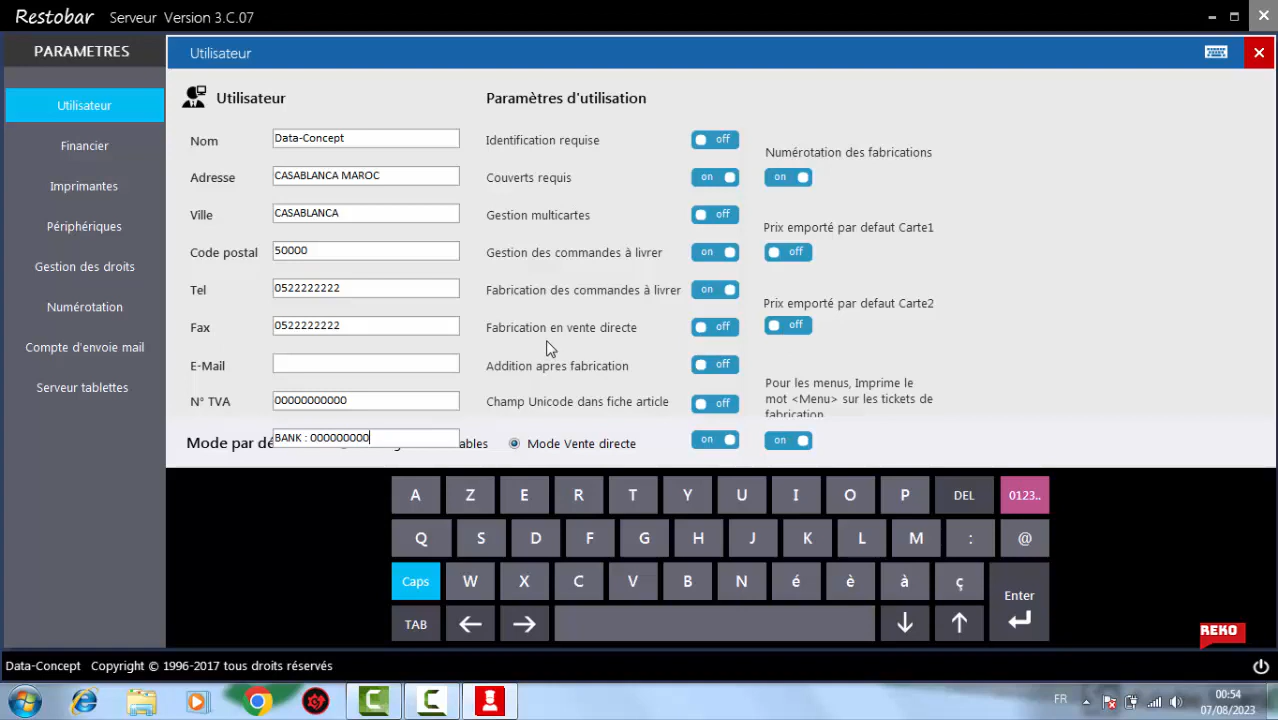 Restobar Serveur Version 3.C.07
PARAMETRES
Utilisateur
Financier
Imprimantes
Périphériques
Gestion des droits
Numérotation
Compte d'envoie mail
Serveur tablettes
Utilisateur
Utilisateur
Nom Data-Concept
Adresse CASABLANCA MAROC
Ville CASABLANCA
Code postal 50000
Tel 0522222222
Fax 0522222222
E-Mail
N° TVA 00000000000
BANK : 000000000
Paramètres d'utilisation
Identification requise off
Couverts requis on
Gestion multicartes off
Gestion des commandes à livrer on
Fabrication des commandes à livrer on
Fabrication en vente directe off
Addition apres fabrication off
Champ Unicode dans fiche article off
on
Numérotation des fabrications
on
Prix emporté par defaut Carte1
off
Prix emporté par defaut Carte2
off
Pour les menus, Imprime le
mot <Menu> sur les tickets de
fabrication
on
Mode par dé ables Mode Vente directe
A Z E R T Y U I O P DEL 0123..
Q S D F G H J K L M : @
Caps W X C V B N é è à ç Enter
TAB
REKO
Data-Concept Copyright © 1996-2017 tous droits réservés
FR 00:54
07/08/2023